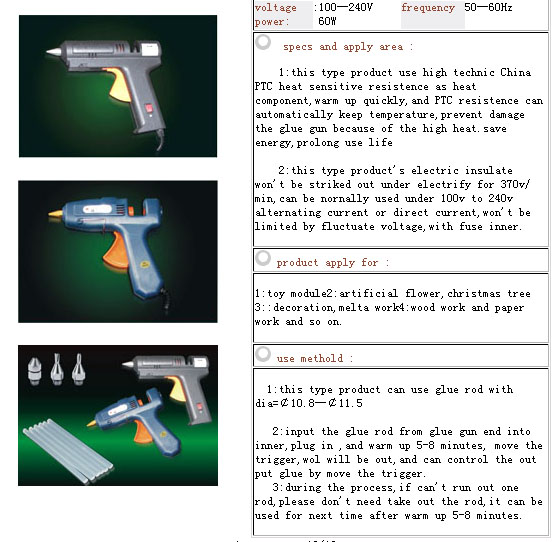 voltage :100—240V frequency 50—60Hz
power: 60W
specs and apply area :
1:this type product use high technic China
PTC heat sensitive resistence as heat
component,warm up quickly,and PTC resistence can
automatically keep temperature,prevent damage
the glue gun because of the high heat.save
energy,prolong use life
2:this type product's electric insulate
won't be striked out under electrify for 370v/
min,can be nornally used under 100v to 240v
alternating current or direct current,won't be
limited by fluctuate voltage,with fuse inner.
product apply for :
1:toy module2:artificial flower,christmas tree
3::decoration,melta work4:wood work and paper
work and so on.
use methold :
1:this type product can use glue rod with
dia=₵10.8—₵11.5
2:input the glue rod from glue gun end into
inner,plug in ,and warm up 5-8 minutes, move the
trigger,wol will be out,and can control the out
put glue by move the trigger.
3:during the process,if can't run out one
rod,please don't need take out the rod,it can be
used for next time after warm up 5-8 minutes.